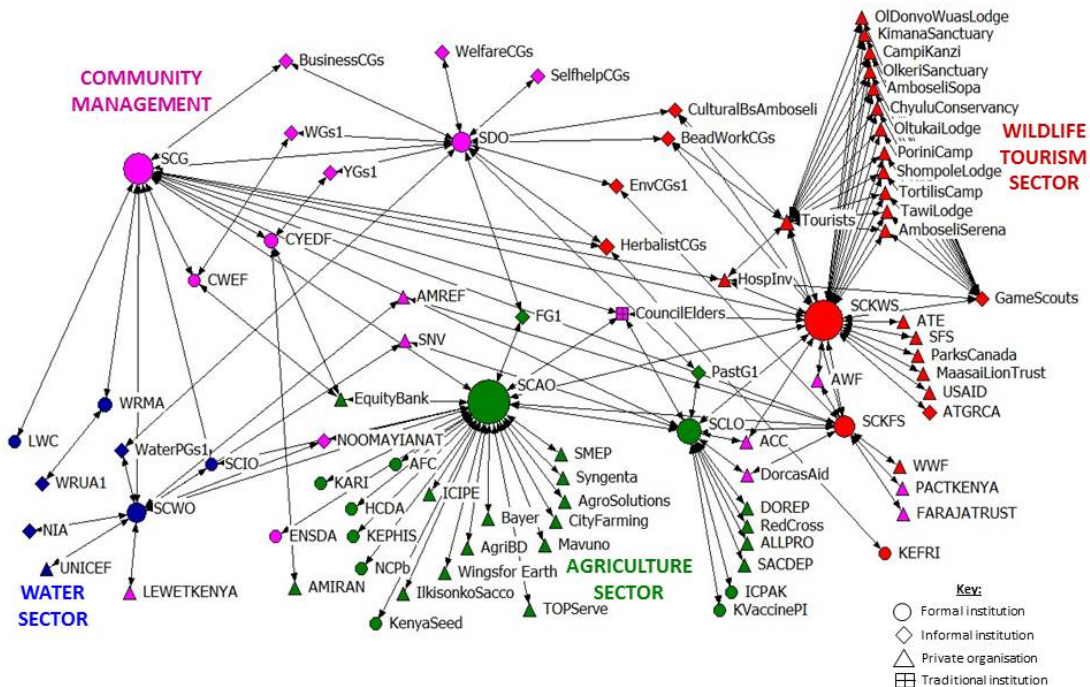 OlDonvoWuasLodge
KimanaSanctuary
CampiKanzi
OlkeriSanctuary
AmboseliSopa
ChyuluConservancy
OltukaiLodge
PoriniCamp
ShompoleLodge
TortilisCamp
TawiLodge
AmboseliSerena
WILDLIFE
TOURISM
SECTOR
WelfareCGs
BusinessCGs
SelfhelpCGs
COMMUNITY
MANAGEMENT
CulturalBsAmboseli
WGs1
SDO
BeadWorkCGs
SCG
YGs1
EnvCGs1
Tourists
CYEDF
HerbalistCGs
CWEF
HospInv
AMREF
GameScouts
FG1
CouncilElders
SCKWS
SNV
ATE
SFS
ParksCanada
MaasaiLionTrust
USAID
ATGRCA
SCAO
PastG1
AWF
EquityBank
WRMA
SCLO
SCKFS
LWC
WaterPGs1
NOOMAYIANAT
ACC
SCIO
AFC
SMEP
DorcasAid
WWF
WRUA1
KARI
ICIPE
Syngenta
PACTKENYA
SCWO
HCDA
AgroSolutions
DOREP
FARAJATRUST
NIA
ENSDA
KEPHIS
Bayer
CityFarming
RedCross
AgriBD
Mavuno
ALLPRO
KEFRI
UNICEF
NCPb
Wingsfor Earth
SACDEP
WATER
SECTOR
LEWETKENYA
AMIRAN
IlkisonkoSacco
AGRICULTURE
SECTOR
ICPAK
TOPServe
KVaccinePI
KenyaSeed
Key:
Formal institution
Informal institution
Private organisation
Traditional institution